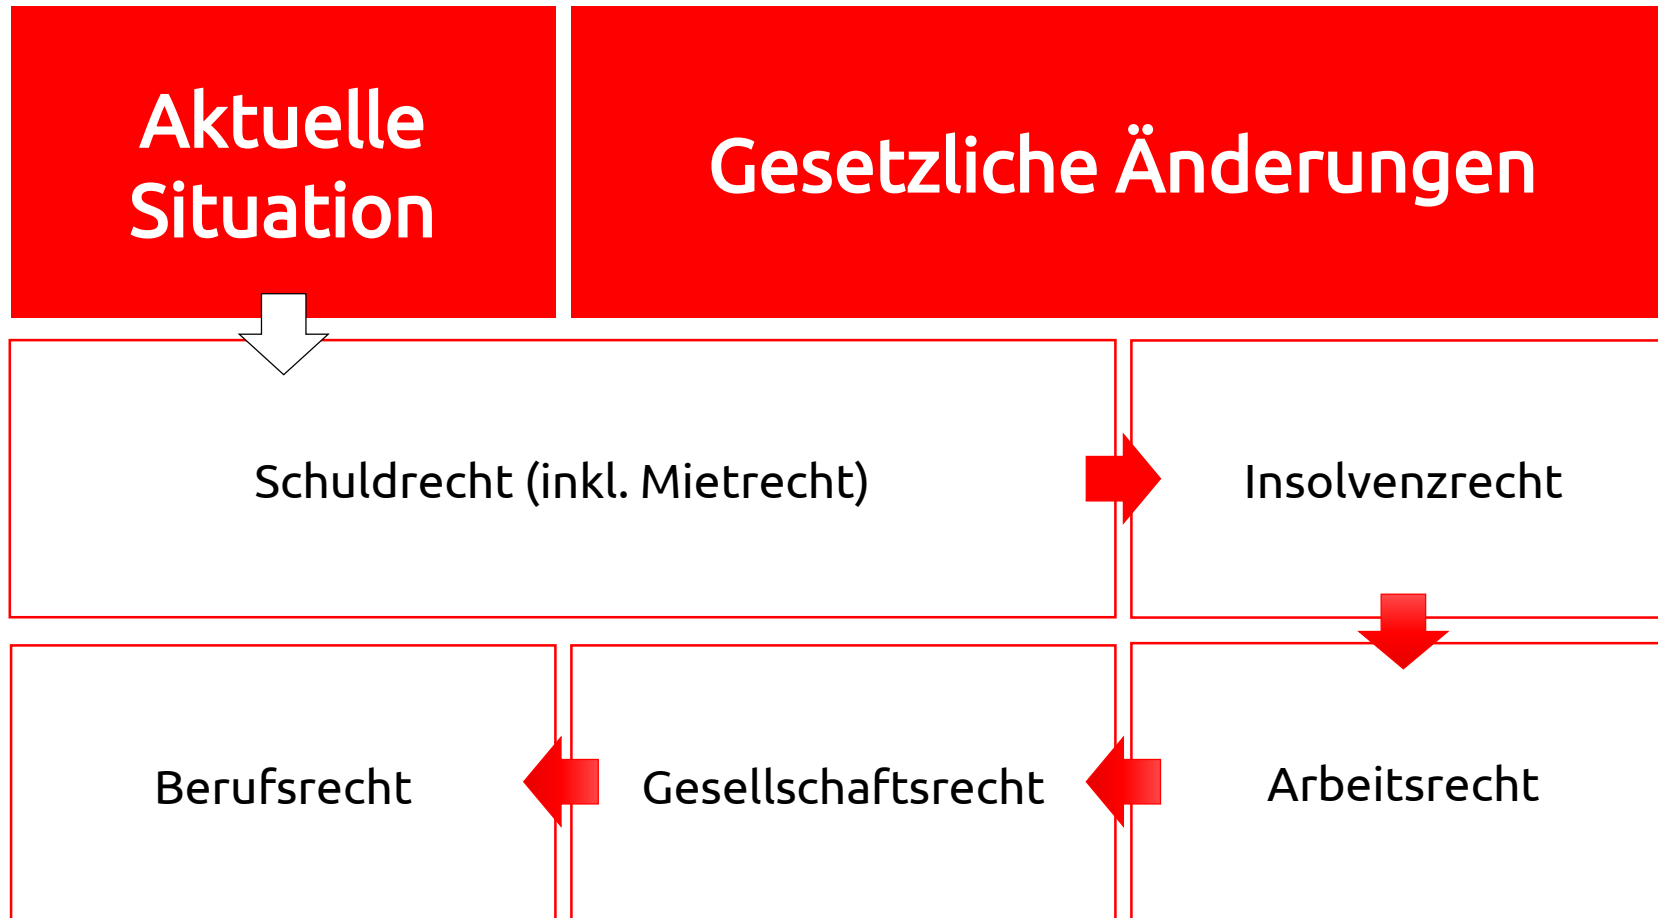 Aktuelle
Situation
Gesetzliche Änderungen
Schuldrecht (inkl. Mietrecht)
Insolvenzrecht
Berufsrecht
Gesellschaftsrecht
Arbeitsrecht